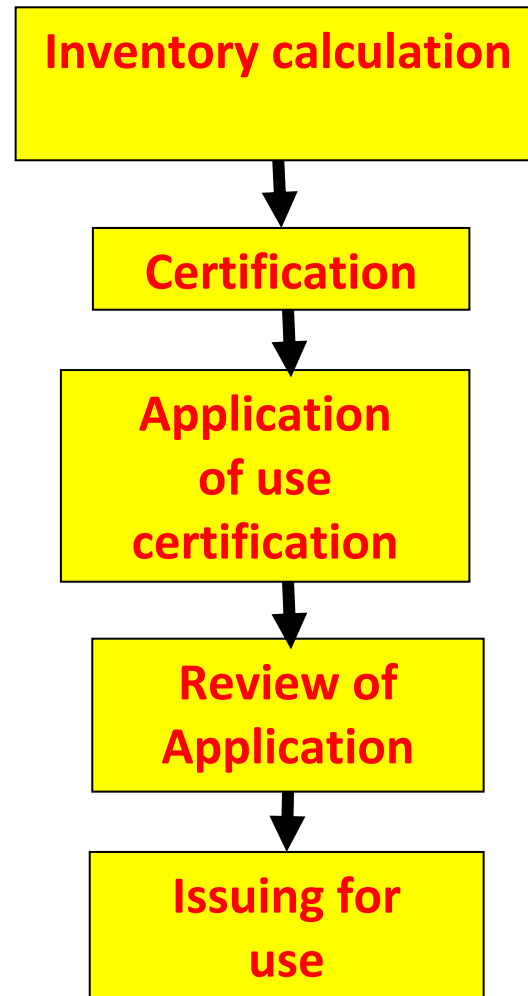 Inventory calculation
Certification
Application
of use
certification
Review of
Application
Issuing for
use